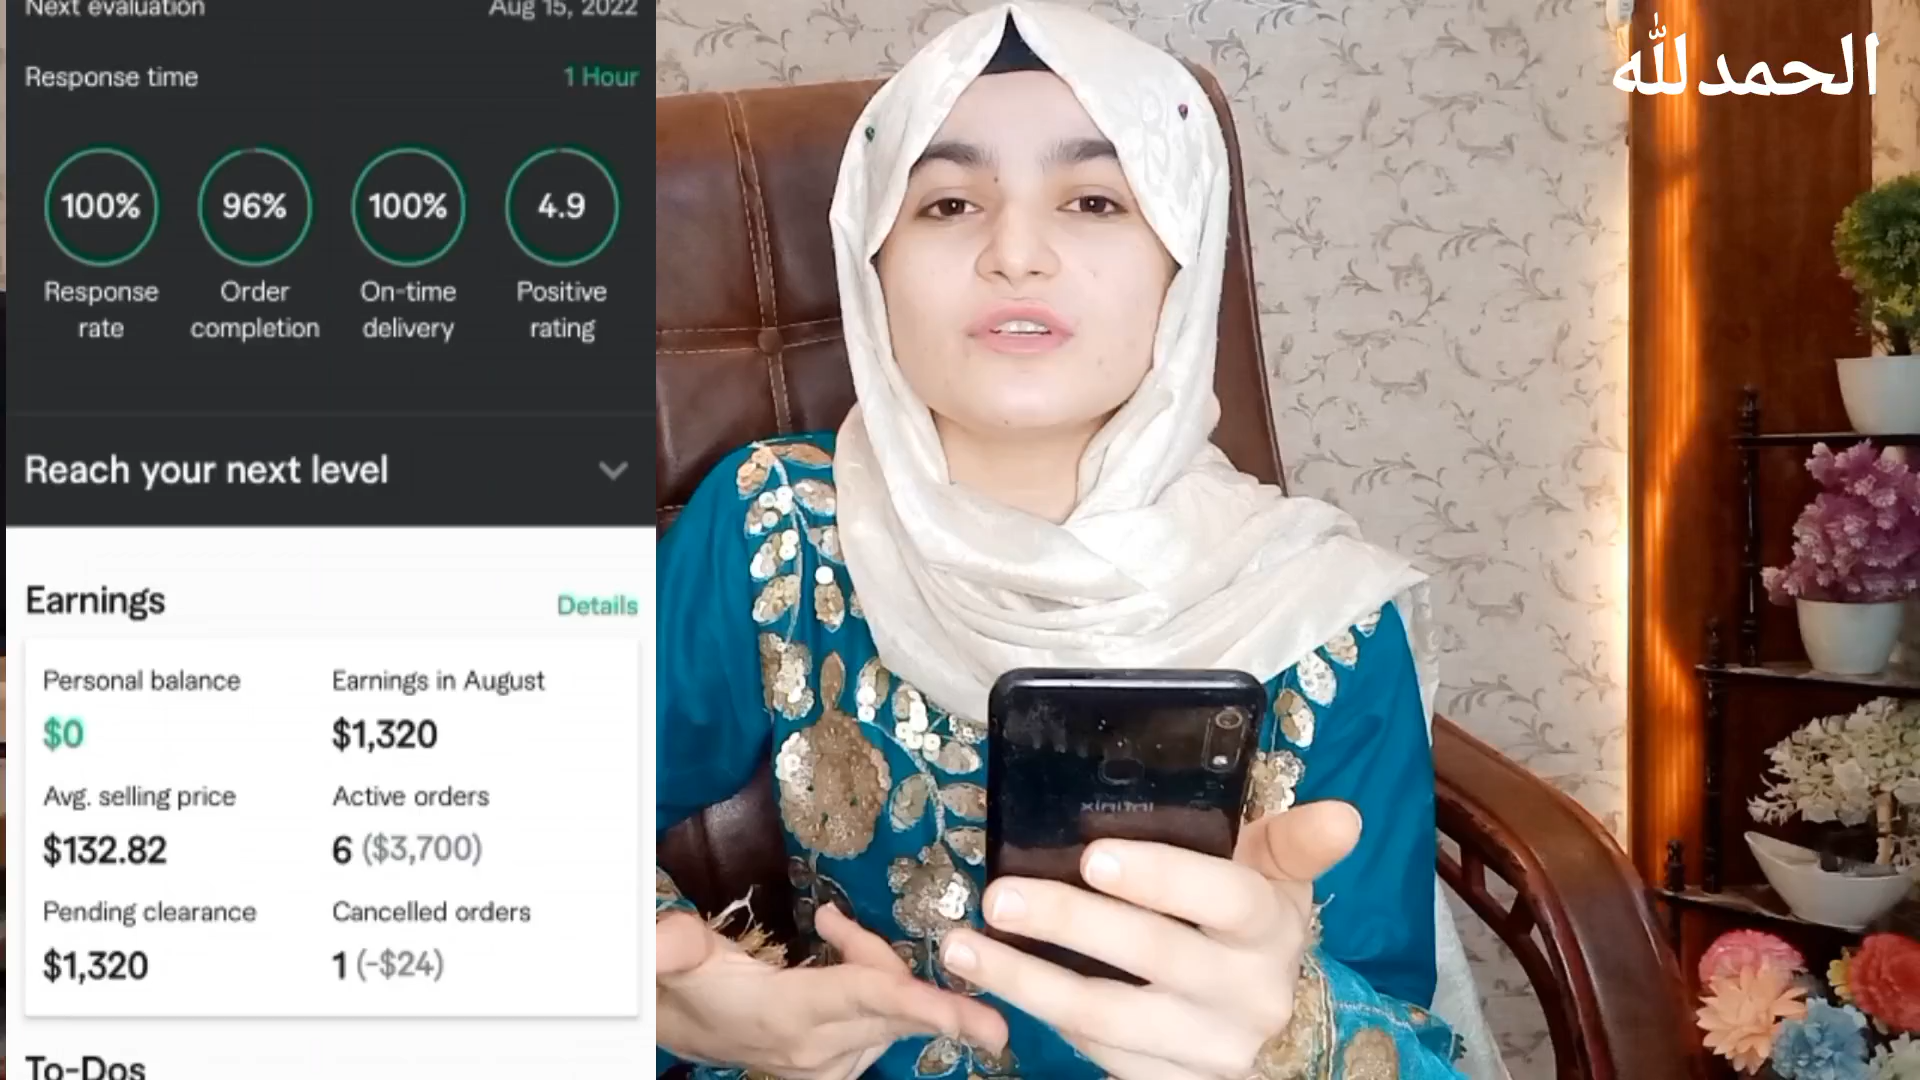 Next evaluation Aug 15, 2022
Response time 1 Hour
100% 96% 100% 4.9
Response rate
Order completion
On-time delivery
Positive rating
Reach your next level
Earnings Details
Personal balance Earnings in August
$0 $1,320
Avg. selling price Active orders
$132.82 6 ($3,700)
Pending clearance Cancelled orders
$1,320 1 (-$24)
To-Dos
الحمدلله
Infinix